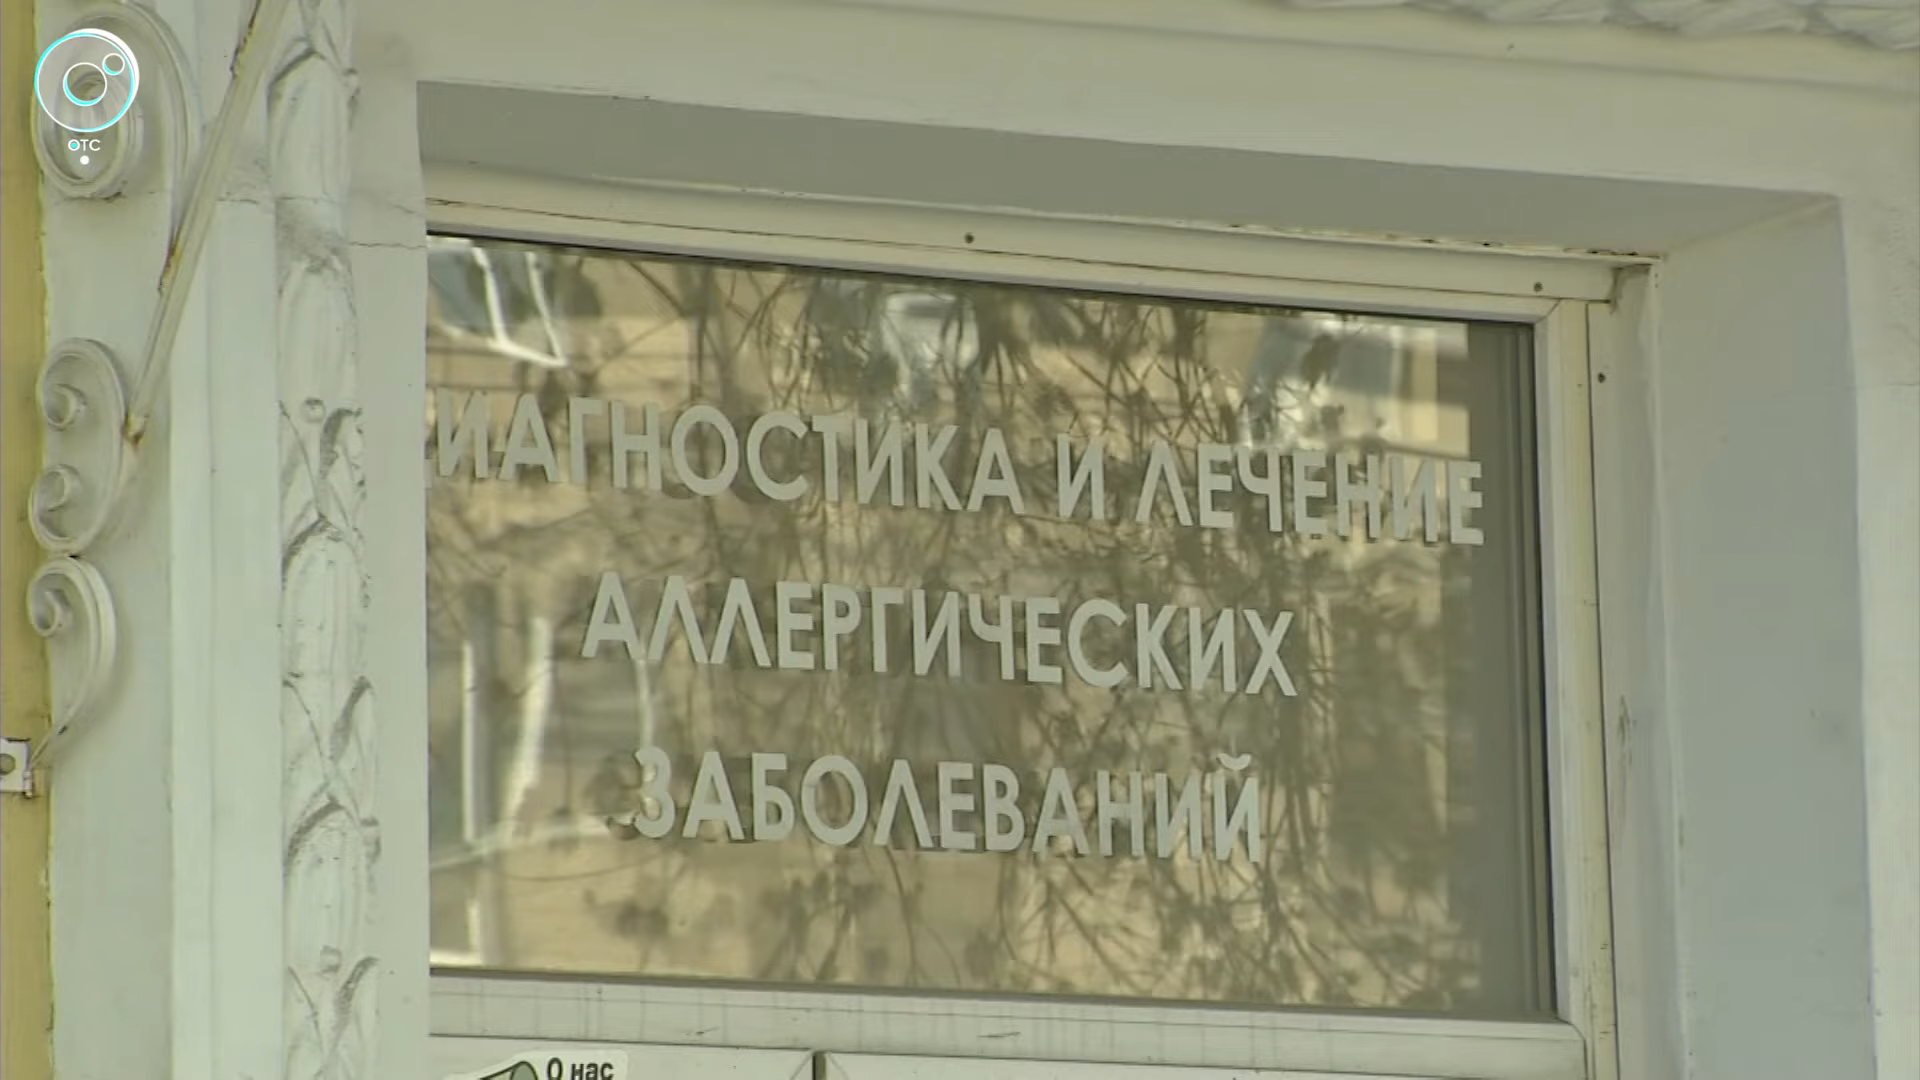 ОТС
ДИАГНОСТИКА И ЛЕЧЕНИЕ
АЛЛЕРГИЧЕСКИХ
ЗАБОЛЕВАНИЙ
О нас